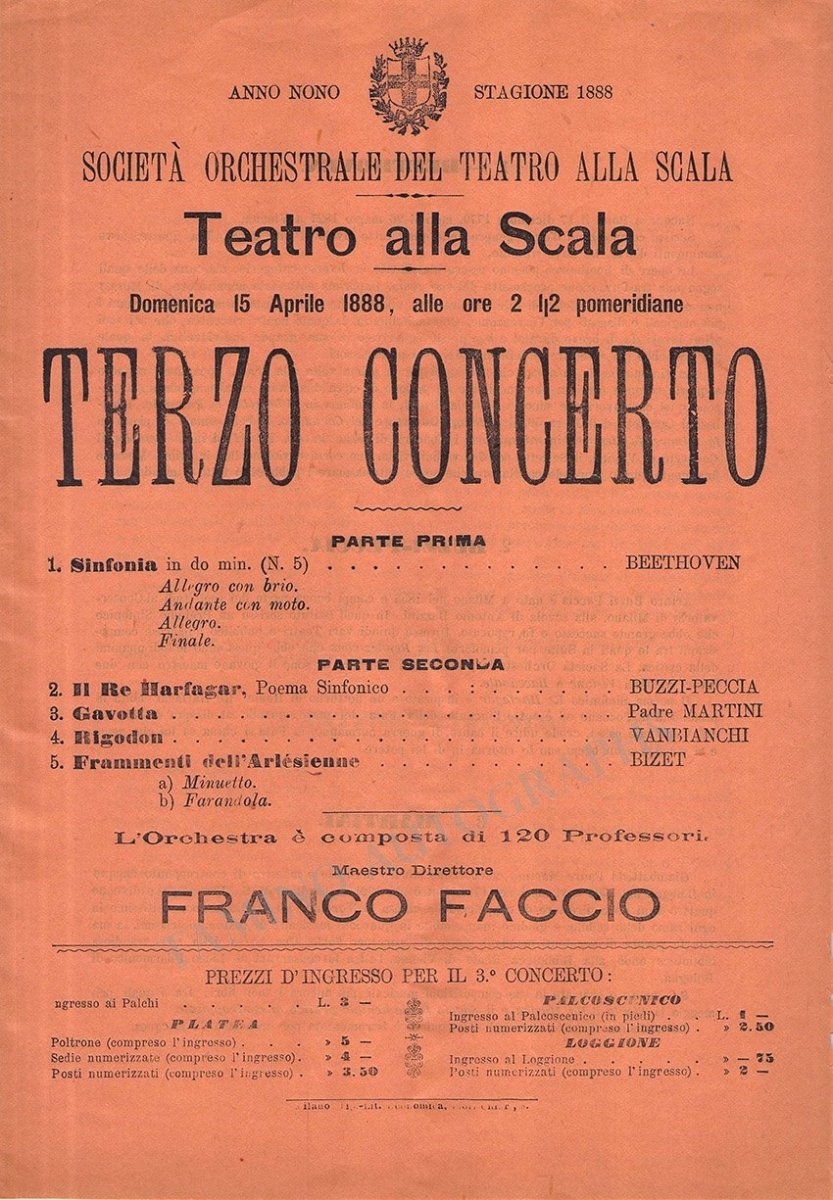 ANNO NONO STAGIONE 1888
SOCIETÀ ORCHESTRALE DEL TEATRO ALLA SCALA
Teatro alla Scala
Domenica 15 Aprile 1888, alle ore 2 1|2 pomeridiane
TERZO CONCERTO
PARTE PRIMA
1. Sinfonia in do min. (N. 5) . . . . . . . . . . . . . BEETHOVEN
Allegro con brio.
Andante con moto.
Allegro.
Finale.
PARTE SECONDA
2. Il Re Harfagar, Poema Sinfonico . . . . . . . . . BUZZI-PECCIA
3. Gavotta . . . . . . . . . . . . . . . . . . . Padre MARTINI
4. Rigodon . . . . . . . . . . . . . . . . . . . VANBIANCHI
5. Frammenti dell'Arlésienne . . . . . . . . . . . BIZET
a) Minuetto.
b) Farandola.
L'Orchestra è composta di 120 Professori.
Maestro Direttore
FRANCO FACCIO
PREZZI D'INGRESSO PER IL 3.° CONCERTO:
ngresso ai Palchi . . . . . L. 3 —
PLATEA
Poltrone (compreso l'ingresso) . . . » 5 —
Sedie numerizzate (compreso l'ingresso) . » 4 —
Posti numerizzati (compreso l'ingresso) . » 3.50
PALCOSCENICO
Ingresso al Palcoscenico (in piedi) . . L. 1 —
Posti numerizzati (compreso l'ingresso) . » 2.50
LOGGIONE
Ingresso al Loggione . . . . . » — 75
Posti numerizzati (compreso l'ingresso) . » 2 —